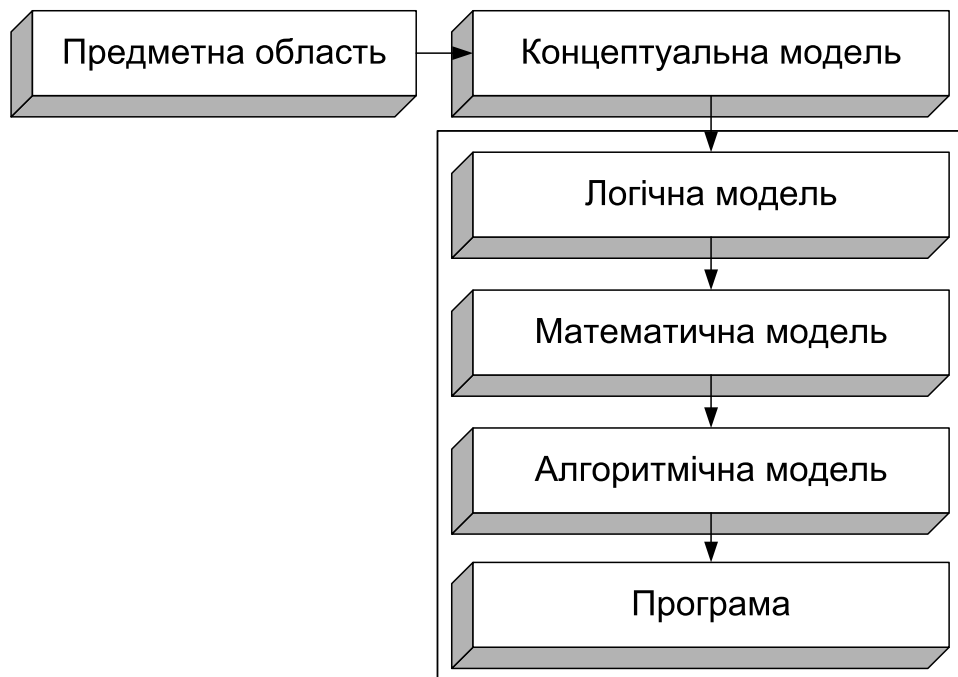 Предметна область
Концептуальна модель
Логічна модель
Математична модель
Алгоритмічна модель
Програма